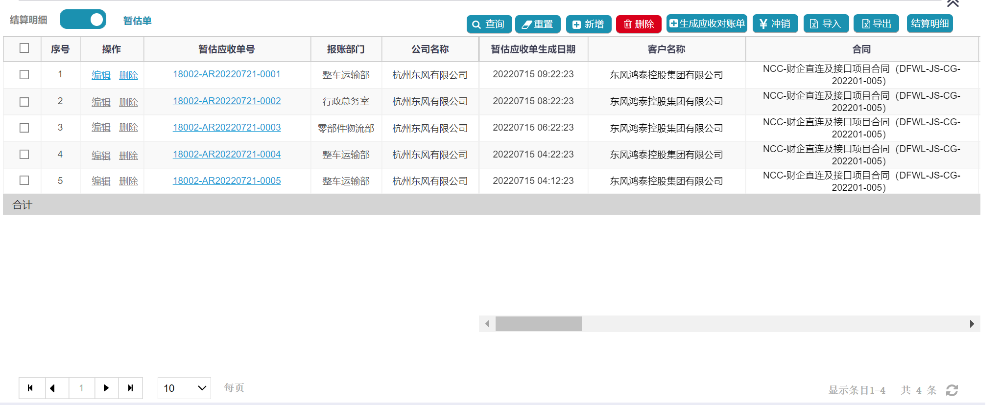 结算明细 暂估单 查询 重置 新增 删除 生成应收对账单 ¥ 冲销 导入 导出 结算明细
序号 操作 暂估应收单号 报账部门 公司名称 暂估应收单生成日期 客户名称 合同
1 编辑 删除 18002-AR20220721-0001 整车运输部 杭州东风有限公司 20220715 09:22:23 东风鸿泰控股集团有限公司 NCC-财企直连及接口项目合同（DFWL-JS-CG-
202201-005）
2 编辑 删除 18002-AR20220721-0002 行政总务室 杭州东风有限公司 20220715 08:22:23 东风鸿泰控股集团有限公司 NCC-财企直连及接口项目合同（DFWL-JS-CG-
202201-005）
3 编辑 删除 18002-AR20220721-0003 零部件物流部 杭州东风有限公司 20220715 06:22:23 东风鸿泰控股集团有限公司 NCC-财企直连及接口项目合同（DFWL-JS-CG-
202201-005）
4 编辑 删除 18002-AR20220721-0004 整车运输部 杭州东风有限公司 20220715 04:22:23 东风鸿泰控股集团有限公司 NCC-财企直连及接口项目合同（DFWL-JS-CG-
202201-005）
5 编辑 删除 18002-AR20220721-0005 整车运输部 杭州东风有限公司 20220715 04:12:23 东风鸿泰控股集团有限公司 NCC-财企直连及接口项目合同（DFWL-JS-CG-
202201-005）
合计
1 10 每页 显示条目1-4 共 4 条